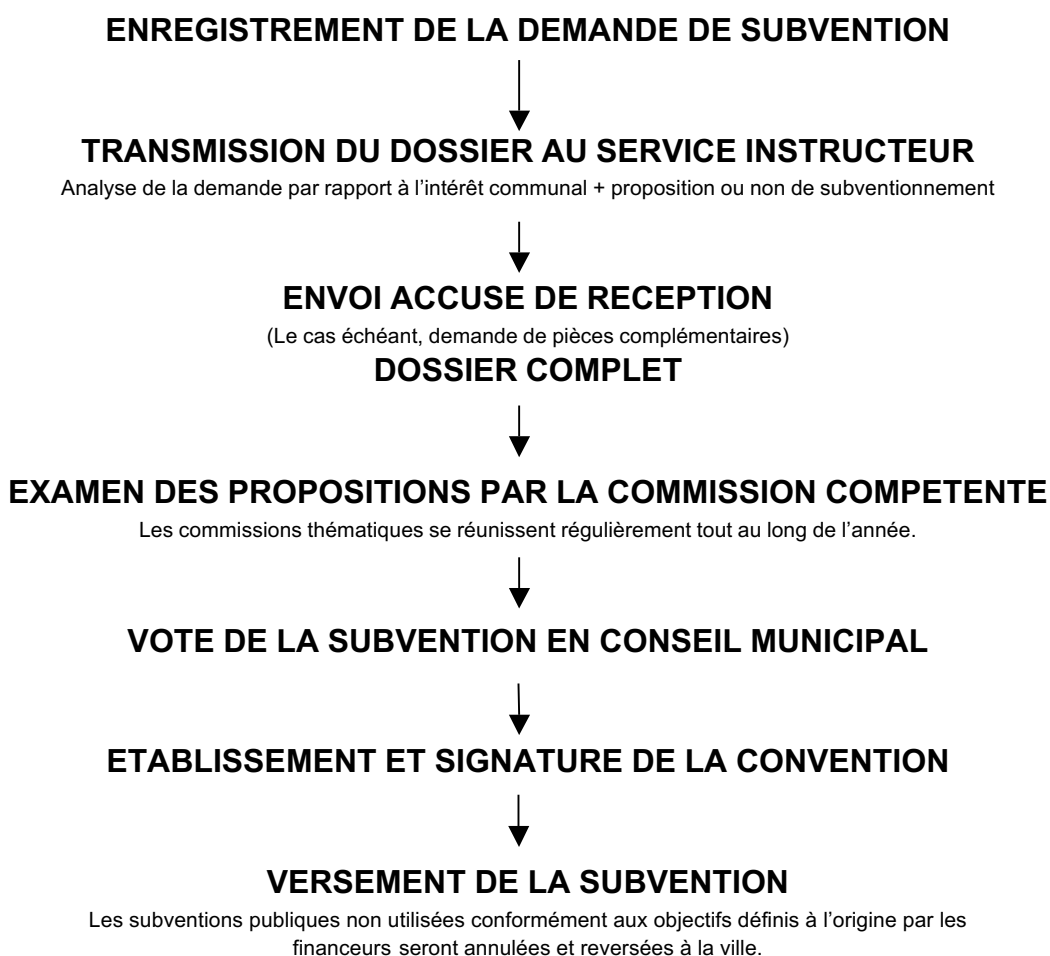 ENREGISTREMENT DE LA DEMANDE DE SUBVENTION
TRANSMISSION DU DOSSIER AU SERVICE INSTRUCTEUR
Analyse de la demande par rapport à l’intérêt communal + proposition ou non de subventionnement
ENVOI ACCUSE DE RECEPTION
(Le cas échéant, demande de pièces complémentaires)
DOSSIER COMPLET
EXAMEN DES PROPOSITIONS PAR LA COMMISSION COMPETENTE
Les commissions thématiques se réunissent régulièrement tout au long de l’année.
VOTE DE LA SUBVENTION EN CONSEIL MUNICIPAL
ETABLISSEMENT ET SIGNATURE DE LA CONVENTION
VERSEMENT DE LA SUBVENTION
Les subventions publiques non utilisées conformément aux objectifs définis à l’origine par les
financeurs seront annulées et reversées à la ville.